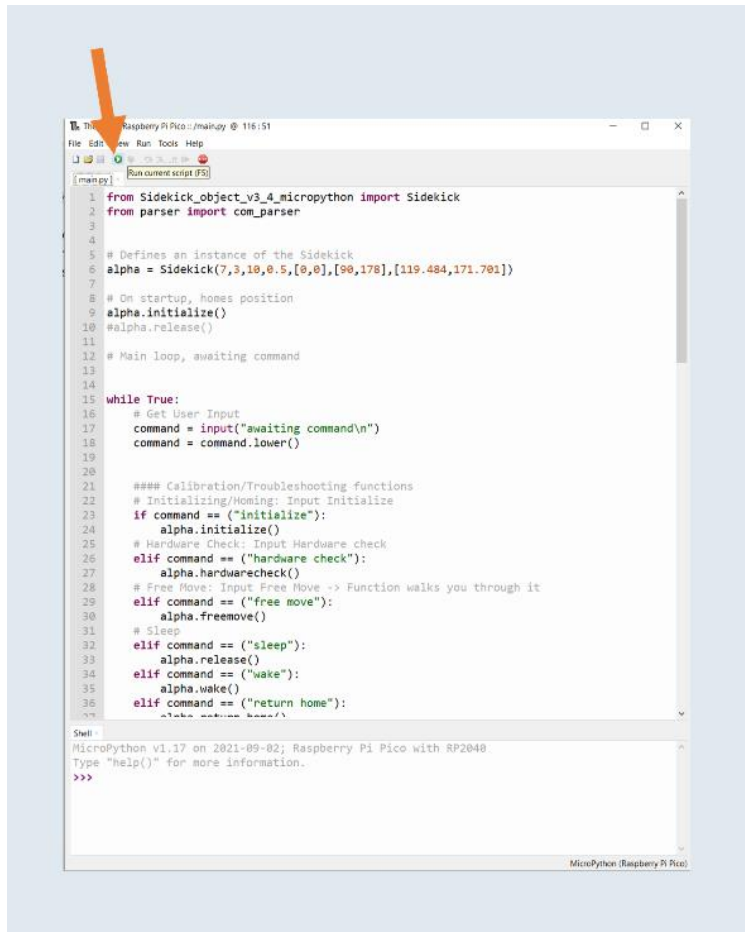 Th Raspberry Pi Pico :: /main.py @ 116 : 51
File Edit View Run Tools Help
Run current script (F5)
[ main.py ]
1 from Sidekick_object_v3_4_micropython import Sidekick
2 from parser import com_parser
3
4
5 # Defines an instance of the Sidekick
6 alpha = Sidekick(7,3,10,0.5,[0,0],[90,178],[119.484,171.701])
7
8 # On startup, homes position
9 alpha.initialize()
10 #alpha.release()
11
12 # Main loop, awaiting command
13
14
15 while True:
16 # Get User Input
17 command = input("awaiting command\n")
18 command = command.lower()
19
20
21 #### Calibration/Troubleshooting functions
22 # Initializing/Homing: Input Initialize
23 if command == ("initialize"):
24 alpha.initialize()
25 # Hardware Check: Input Hardware check
26 elif command == ("hardware check"):
27 alpha.hardwarecheck()
28 # Free Move: Input Free Move -> Function walks you through it
29 elif command == ("free move"):
30 alpha.freemove()
31 # Sleep
32 elif command == ("sleep"):
33 alpha.release()
34 elif command == ("wake"):
35 alpha.wake()
36 elif command == ("return home"):
37 alpha.return_home()
Shell
MicroPython v1.17 on 2021-09-02; Raspberry Pi Pico with RP2040
Type "help()" for more information.
>>>
MicroPython (Raspberry Pi Pico)